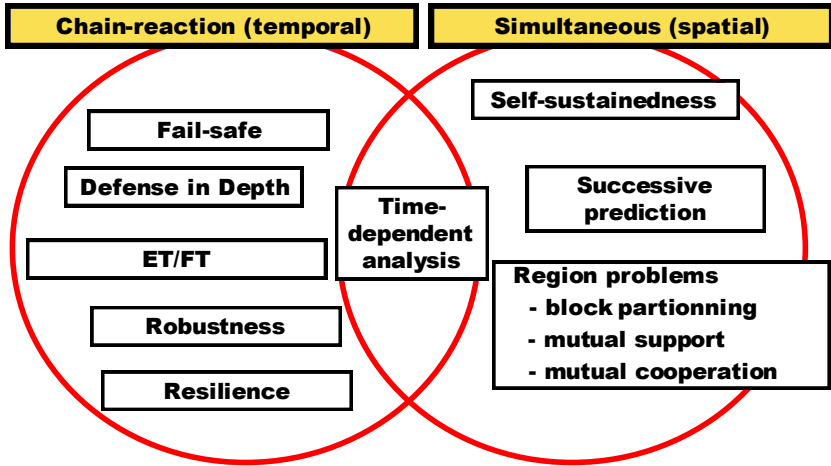 Chain-reaction (temporal)
Simultaneous (spatial)
Fail-safe
Defense in Depth
ET/FT
Robustness
Resilience
Time-
dependent
analysis
Self-sustainedness
Successive
prediction
Region problems
- block partionning
- mutual support
- mutual cooperation